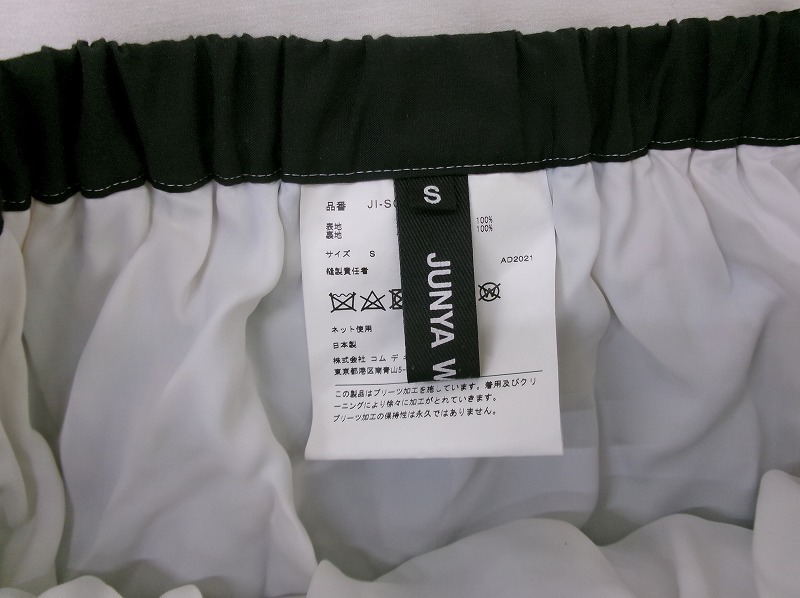 S
JUNYA W
品番 JI-S
表地 100%
裏地 100%
サイズ S AD2021
縫製責任者
W
ネット使用
日本製
株式会社 コム デ
東京都港区南青山5-
この製品はプリーツ加工を施しています。着用及びクリ
ーニングにより徐々に加工がとれていきます。
プリーツ加工の保持性は永久ではありません。